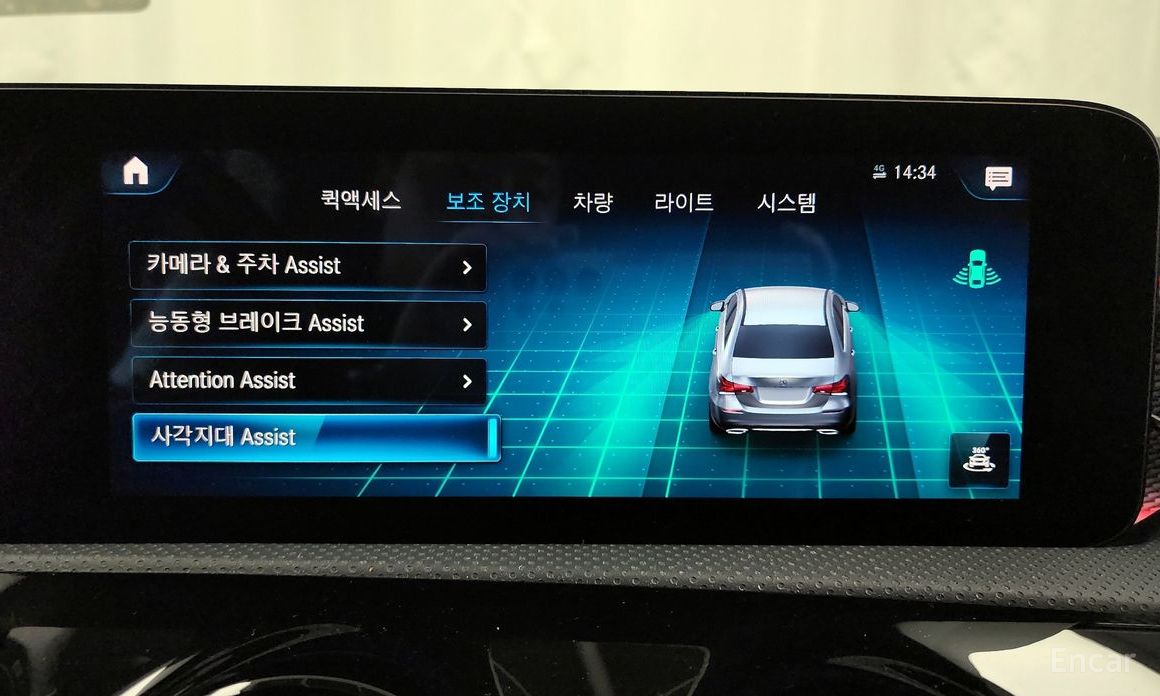 4G 14:34
퀵액세스 보조 장치 차량 라이트 시스템
카메라 & 주차 Assist
능동형 브레이크 Assist
Attention Assist
사각지대 Assist
360°
Encar